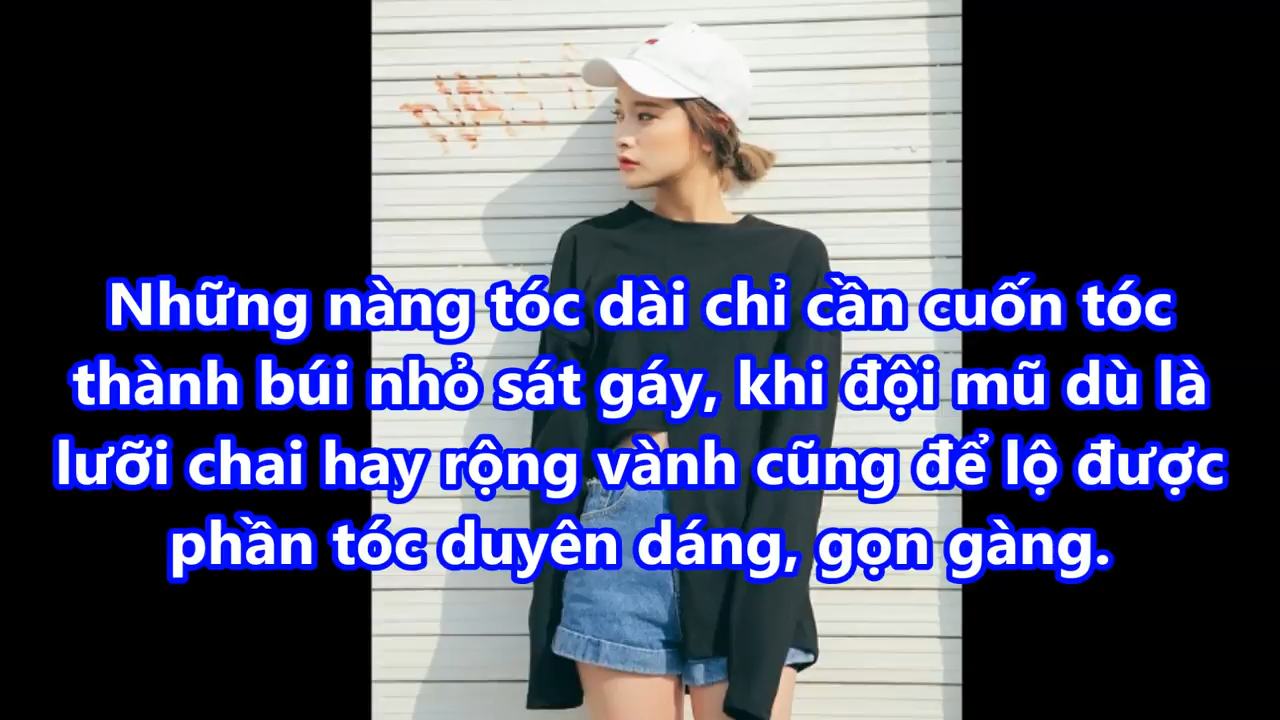 Những nàng tóc dài chỉ cần cuốn tóc
thành búi nhỏ sát gáy, khi đội mũ dù là
lưỡi chai hay rộng vành cũng để lộ được
phần tóc duyên dáng, gọn gàng.